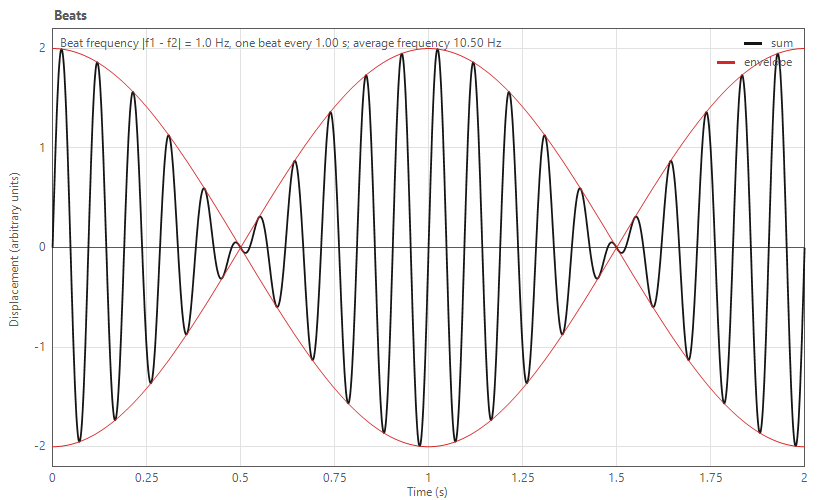 Beats
Beat frequency |f1 - f2| = 1.0 Hz, one beat every 1.00 s; average frequency 10.50 Hz
sum
envelope
Displacement (arbitrary units)
2
1
0
-1
-2
0 0.25 0.5 0.75 1 1.25 1.5 1.75 2
Time (s)